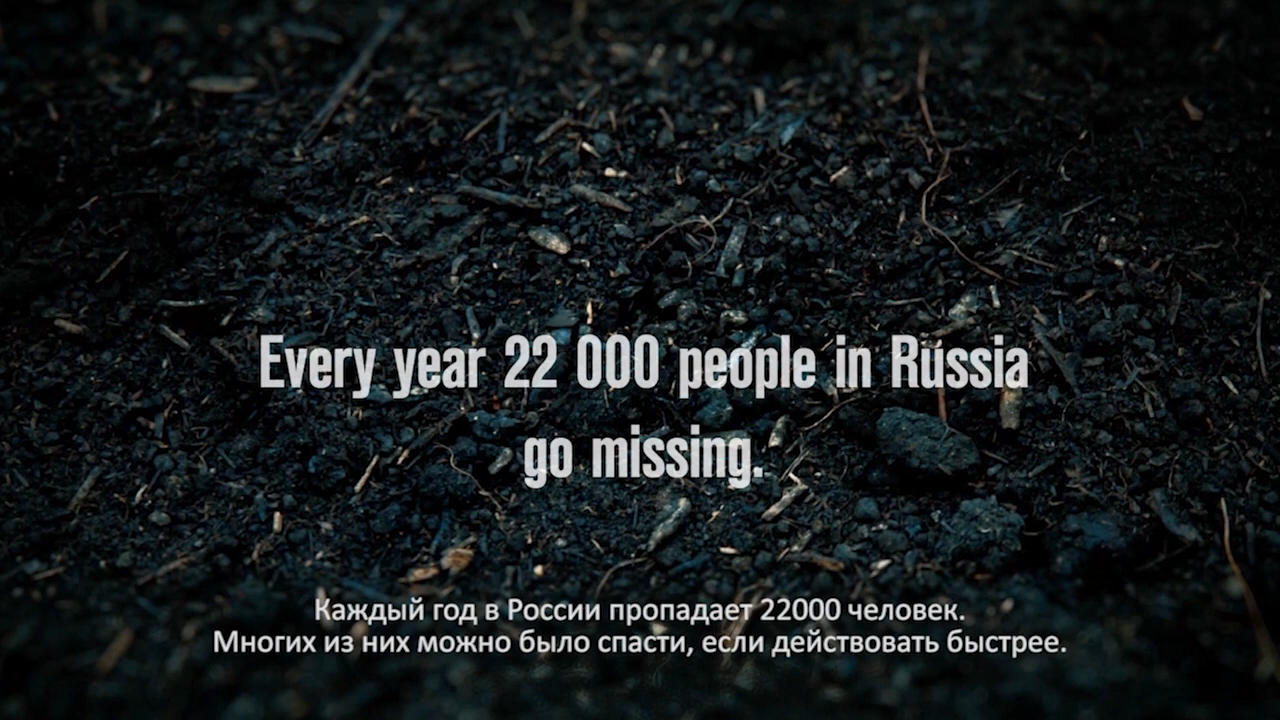 Every year 22 000 people in Russia
go missing.
Каждый год в России пропадает 22000 человек.
Многих из них можно было спасти, если действовать быстрее.